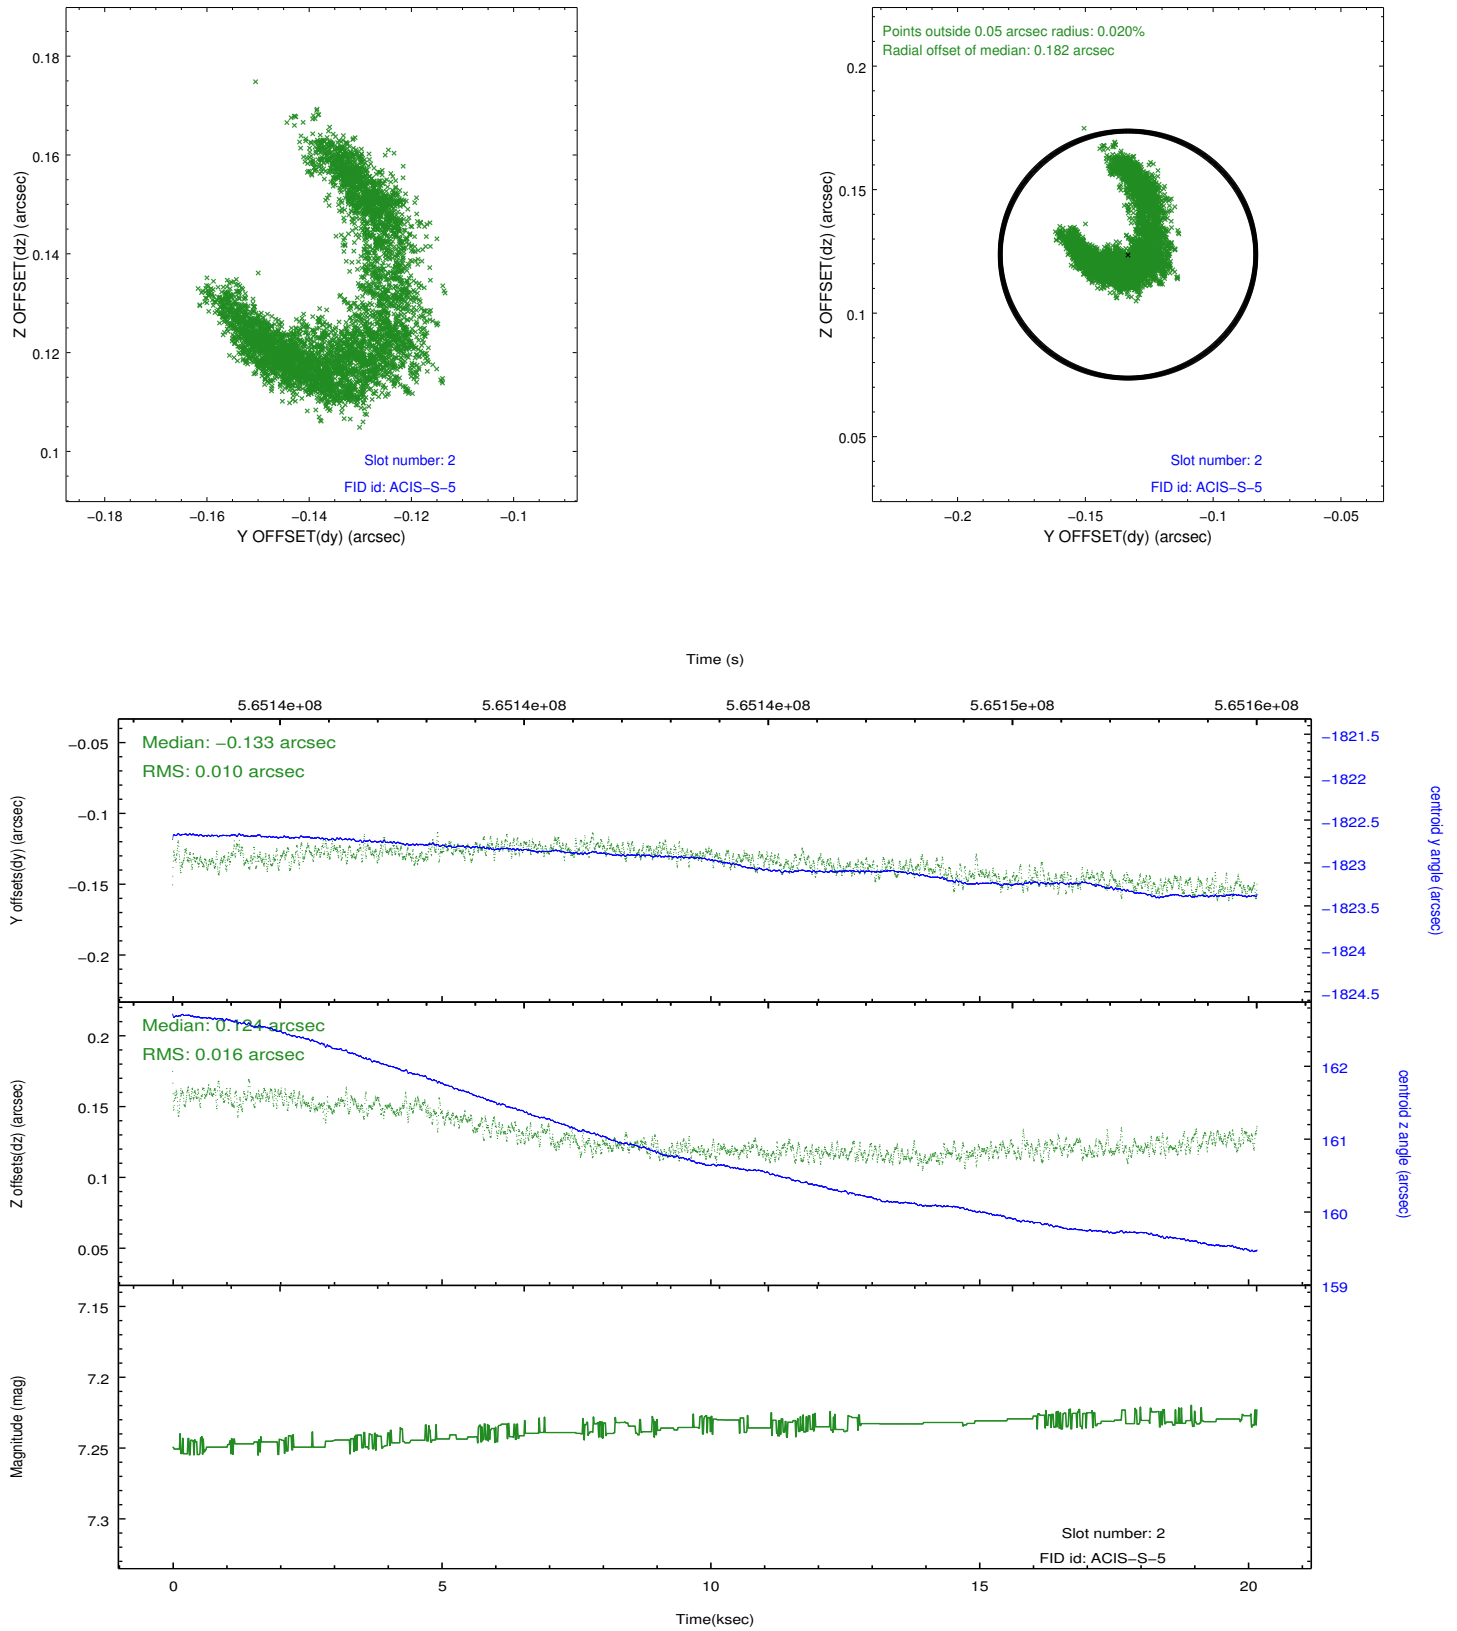 0.18
0.16
0.14
0.12
0.1
Z OFFSET(dz) (arcsec)
Slot number: 2
FID id: ACIS−S−5
−0.18
−0.16
−0.14
−0.12
−0.1
Y OFFSET(dy) (arcsec)
Points outside 0.05 arcsec radius: 0.020%
Radial offset of median: 0.182 arcsec
0.2
0.15
0.1
0.05
Z OFFSET(dz) (arcsec)
Slot number: 2
FID id: ACIS−S−5
−0.2
−0.15
−0.1
−0.05
Y OFFSET(dy) (arcsec)
Time (s)
5.6514e+08
5.6514e+08
5.6514e+08
5.6515e+08
5.6516e+08
Median: −0.133 arcsec
RMS: 0.010 arcsec
−0.05
−0.1
−0.15
−0.2
Y offsets(dy) (arcsec)
−1821.5
−1822
−1822.5
−1823
−1823.5
−1824
−1824.5
centroid y angle (arcsec)
Median: 0.124 arcsec
RMS: 0.016 arcsec
0.2
0.15
0.1
0.05
Z offsets(dz) (arcsec)
162
161
160
159
centroid z angle (arcsec)
7.15
7.2
7.25
7.3
Magnitude (mag)
Slot number: 2
FID id: ACIS−S−5
0
5
10
15
20
Time(ksec)